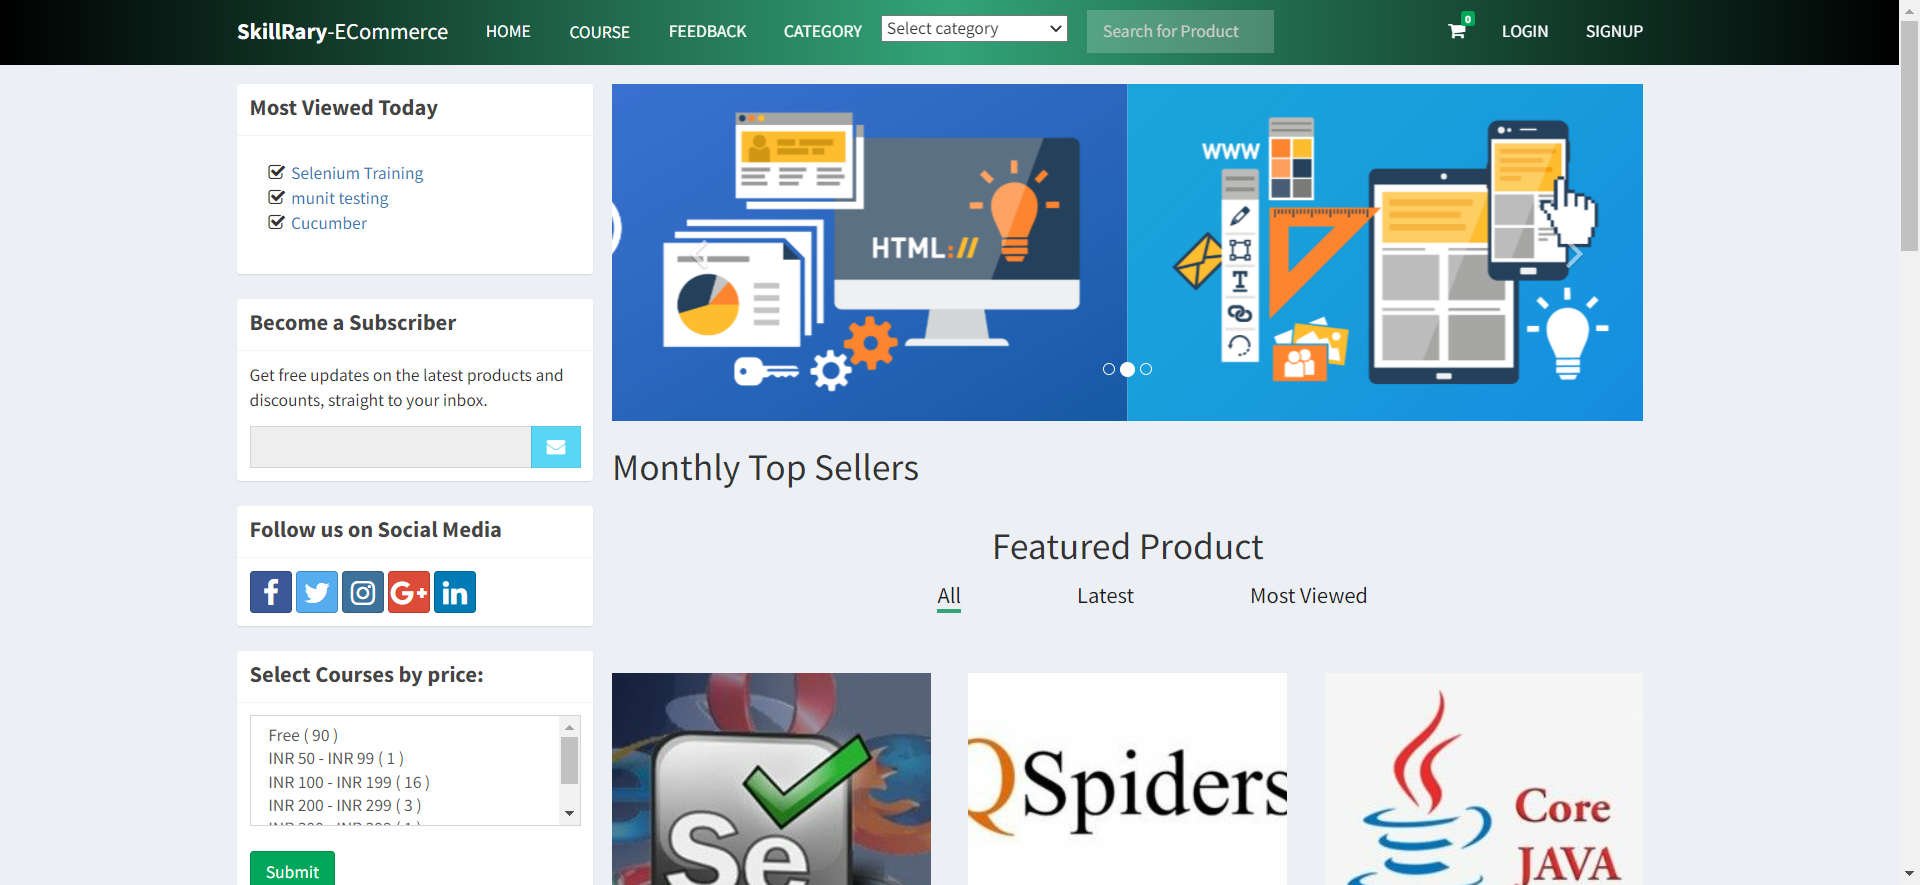 SkillRary-ECommerce HOME COURSE FEEDBACK CATEGORY Select category Search for Product 0 LOGIN SIGNUP
Most Viewed Today
Selenium Training
munit testing
Cucumber
Become a Subscriber
Get free updates on the latest products and
discounts, straight to your inbox.
Follow us on Social Media
f
G+
in
Select Courses by price:
Free ( 90 )
INR 50 - INR 99 ( 1 )
INR 100 - INR 199 ( 16 )
INR 200 - INR 299 ( 3 )
Submit
HTML://
WWW
T
Monthly Top Sellers
Featured Product
All Latest Most Viewed
Se
QSpiders
Core
JAVA